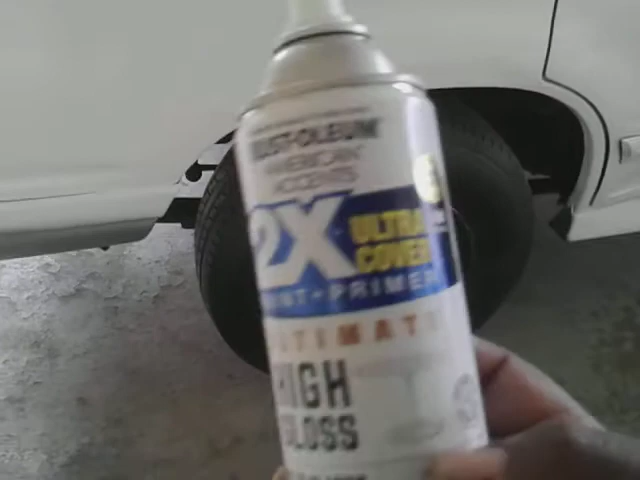 RUST-OLEUM
AMERICAN
ACCENTS
2X ULTRA
COVER
PAINT+PRIMER
ULTIMATE
HIGH
GLOSS